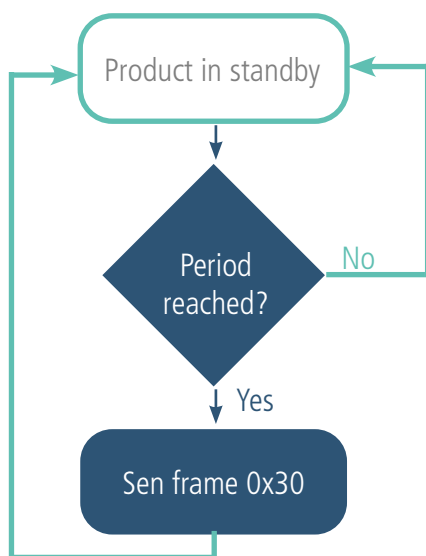 Product in standby
Period
reached?
No
Yes
Sen frame 0x30